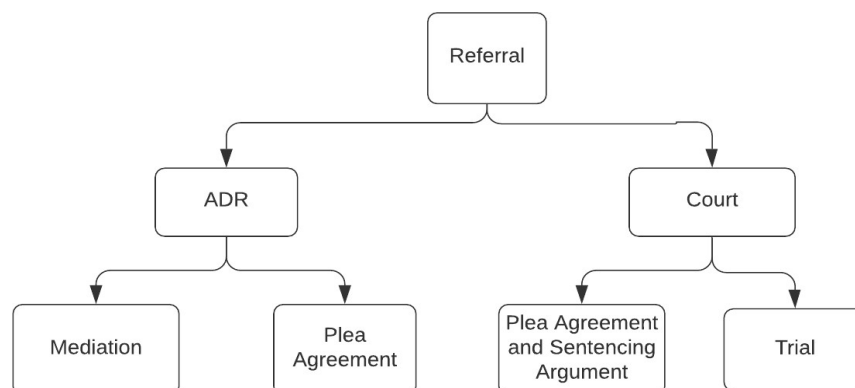 Referral
ADR
Court
Mediation
Plea
Agreement
Plea Agreement
and Sentencing
Argument
Trial